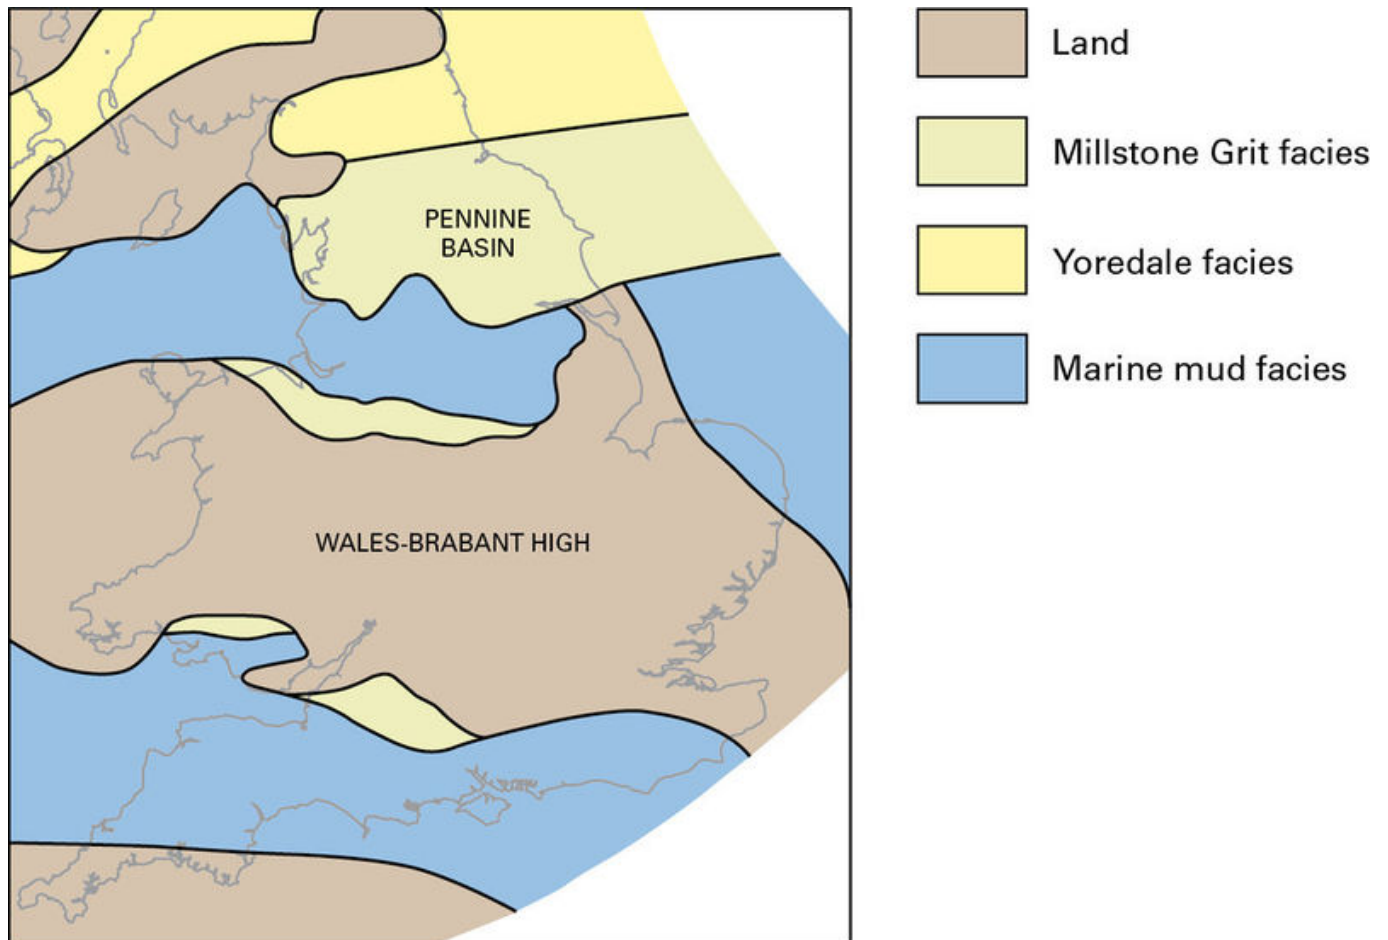 PENNINE
BASIN
WALES-BRABANT HIGH
Land
Millstone Grit facies
Yoredale facies
Marine mud facies